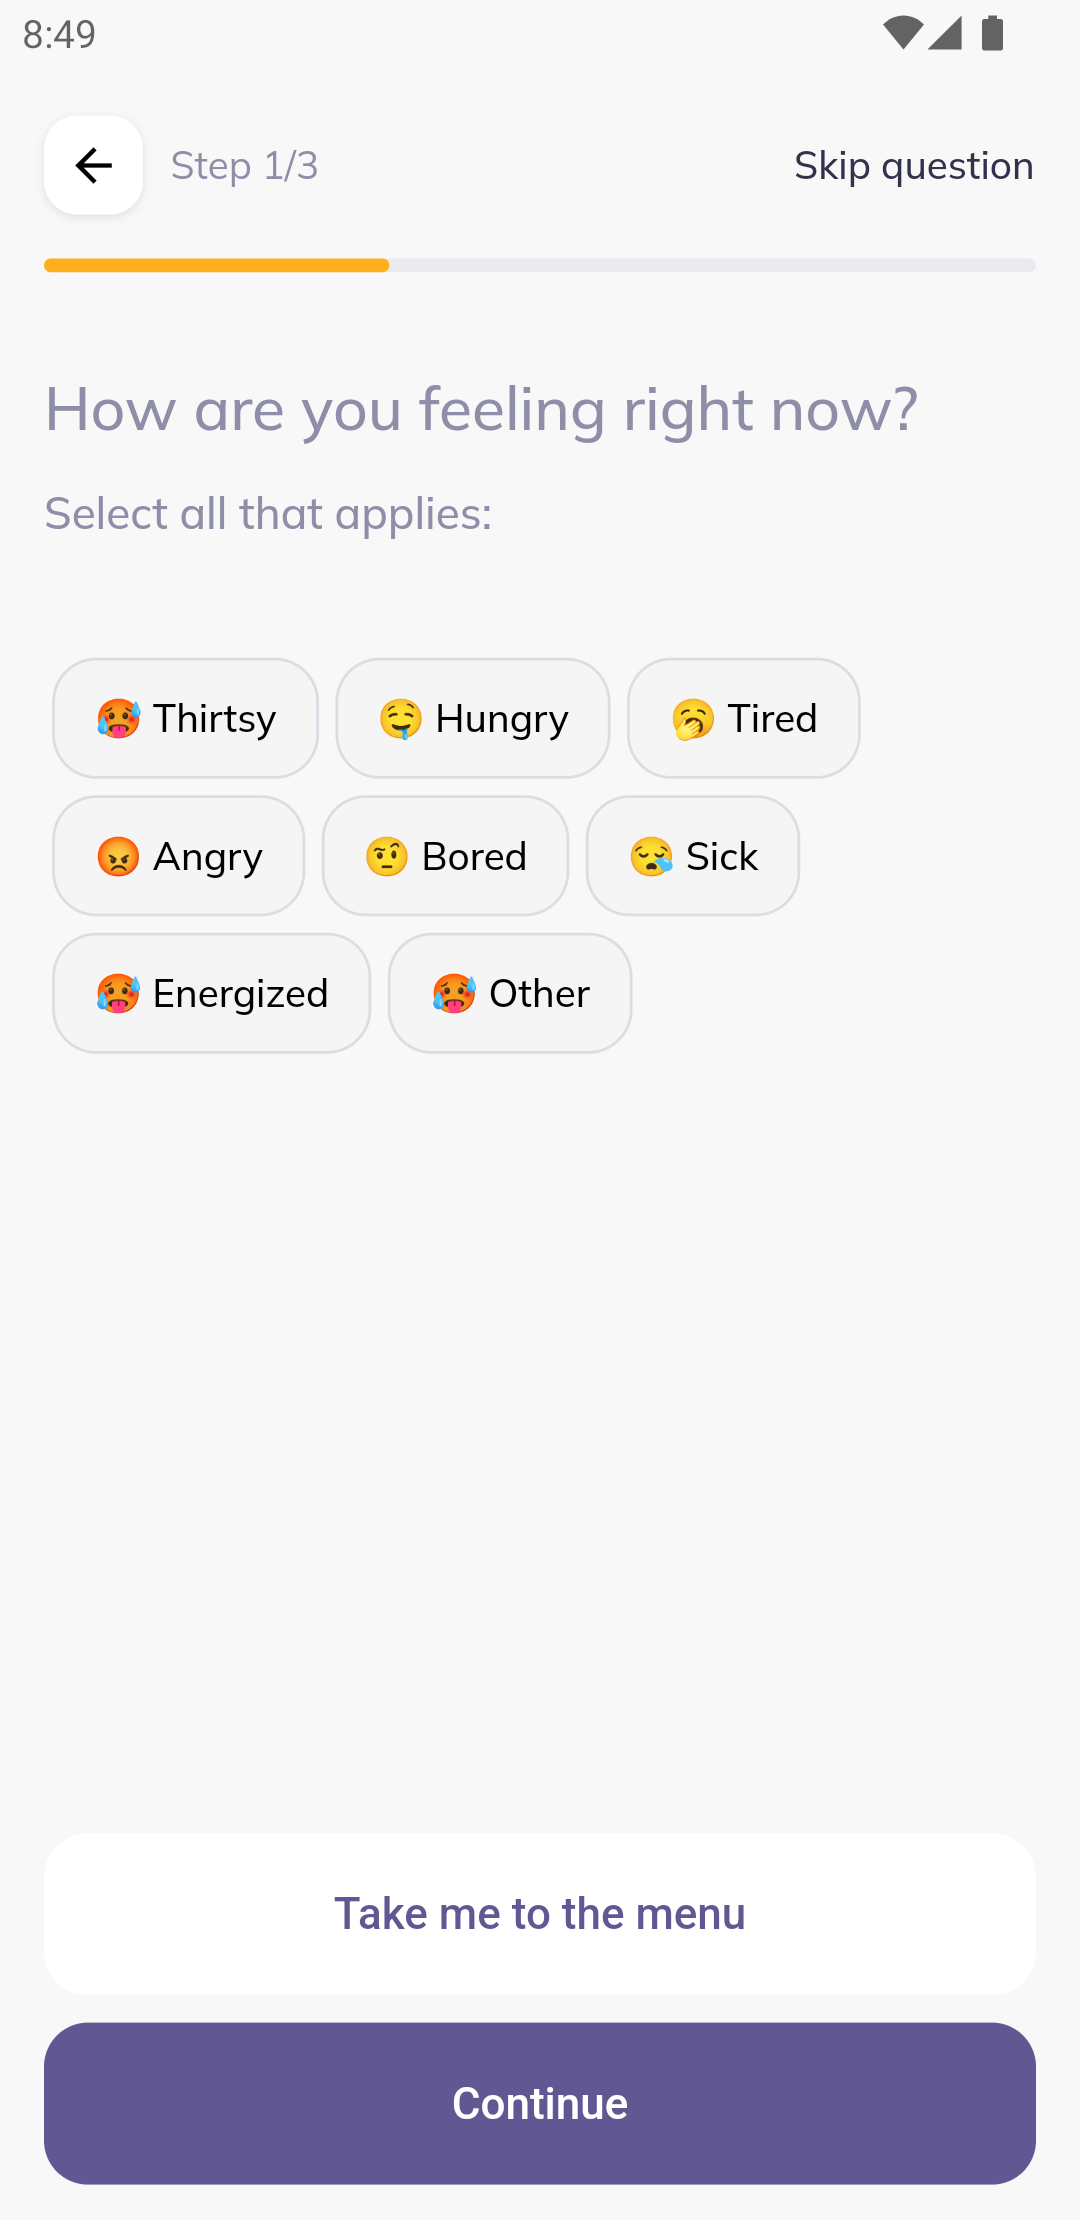 8:49
Step 1/3 Skip question
How are you feeling right now?
Select all that applies:
🥵 Thirtsy 🤤 Hungry 🥱 Tired
😡 Angry 🤨 Bored 😪 Sick
🥵 Energized 🥵 Other
Take me to the menu
Continue